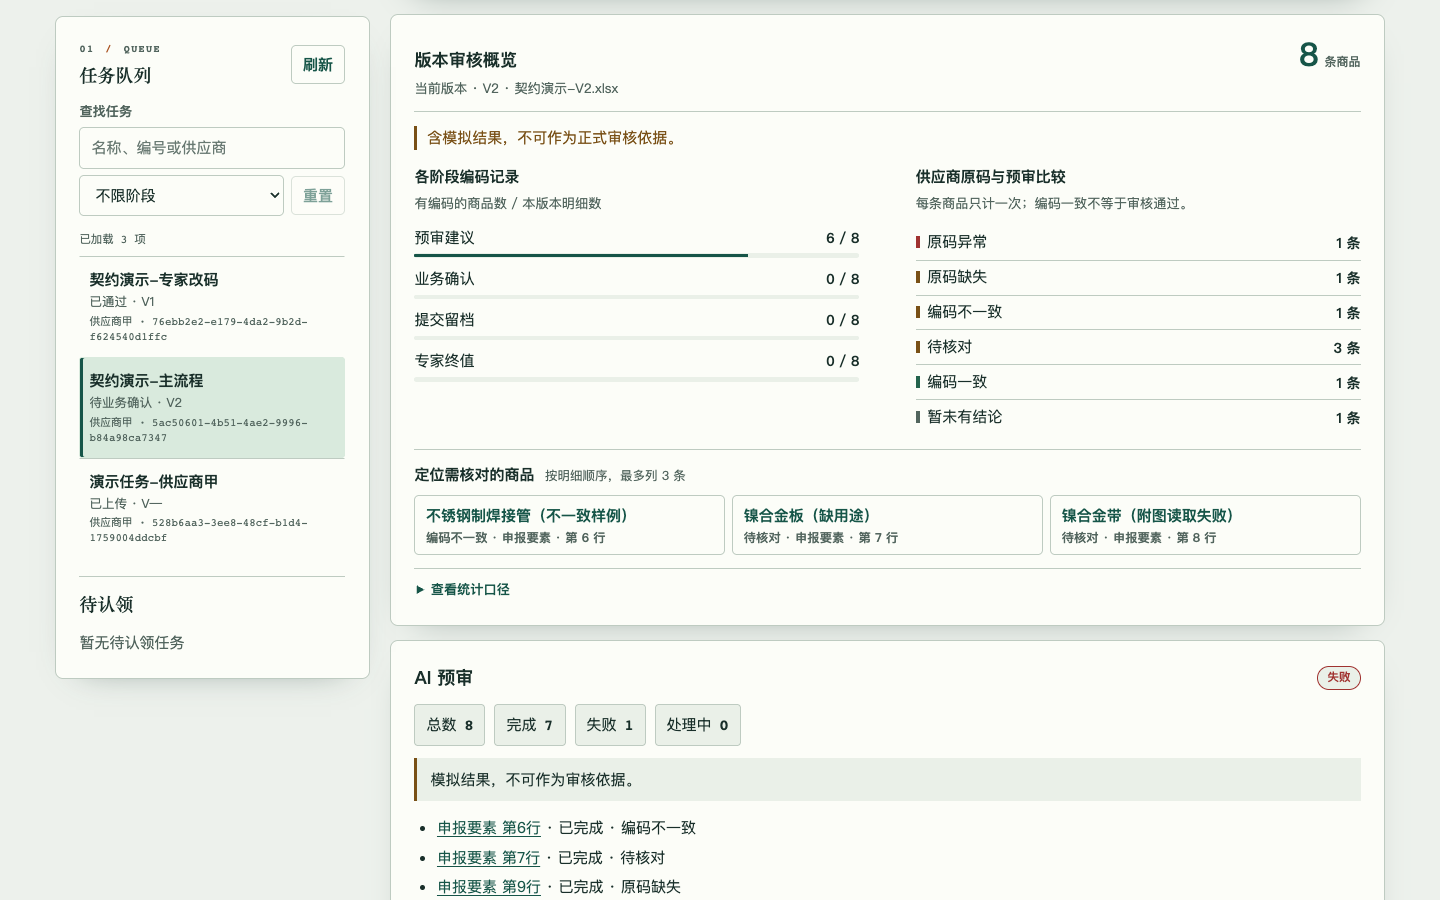 01 / QUEUE
任务队列
刷新
查找任务
名称、编号或供应商
不限阶段
重置
已加载 3 项
契约演示–专家改码
已通过 · V1
供应商甲 · 76ebb2e2-e179-4da2-9b2d-
f624540d1ffc
契约演示–主流程
待业务确认 · V2
供应商甲 · 5ac50601-4b51-4ae2-9996-
b84a98ca7347
演示任务–供应商甲
已上传 · V—
供应商甲 · 528b6aa3-3ee8-48cf-b1d4-
1759004ddcbf
待认领
暂无待认领任务
版本审核概览
8 条商品
当前版本 · V2 · 契约演示–V2.xlsx
含模拟结果，不可作为正式审核依据。
各阶段编码记录
有编码的商品数 / 本版本明细数
预审建议 6 / 8
业务确认 0 / 8
提交留档 0 / 8
专家终值 0 / 8
供应商原码与预审比较
每条商品只计一次；编码一致不等于审核通过。
原码异常 1 条
原码缺失 1 条
编码不一致 1 条
待核对 3 条
编码一致 1 条
暂未有结论 1 条
定位需核对的商品 按明细顺序，最多列 3 条
不锈钢制焊接管（不一致样例）
编码不一致 · 申报要素 · 第 6 行
镍合金板（缺用途）
待核对 · 申报要素 · 第 7 行
镍合金带（附图读取失败）
待核对 · 申报要素 · 第 8 行
▶ 查看统计口径
AI 预审
失败
总数 8
完成 7
失败 1
处理中 0
模拟结果，不可作为审核依据。
• 申报要素 第6行 · 已完成 · 编码不一致
• 申报要素 第7行 · 已完成 · 待核对
• 申报要素 第9行 · 已完成 · 原码缺失